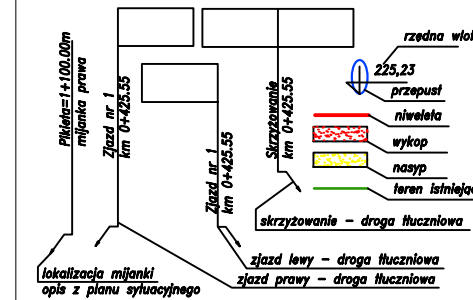 Pikieta=1+100.00m
mijanka prawa
Zjazd nr 1
km 0+425.55
Zjazd nr 1
km 0+425.55
Skrzyżowanie
km 0+425.55
rzędna wlot
225,23
przepust
niweleta
wykop
nasyp
teren istniejąc
skrzyżowanie - droga tłuczniowa
zjazd lewy - droga tłuczniowa
zjazd prawy - droga tłuczniowa
lokalizacja mijanki
opis z planu sytuacyjnego